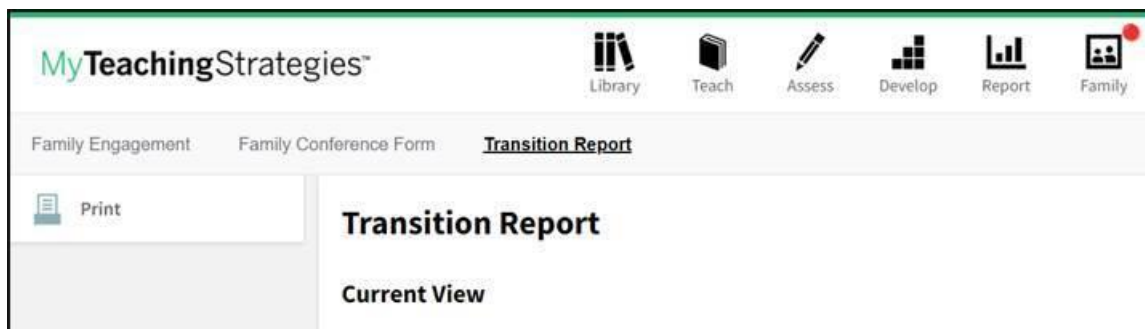 MyTeachingStrategies™
Library Teach Assess Develop Report Family
Family Engagement Family Conference Form Transition Report
Print
Transition Report
Current View